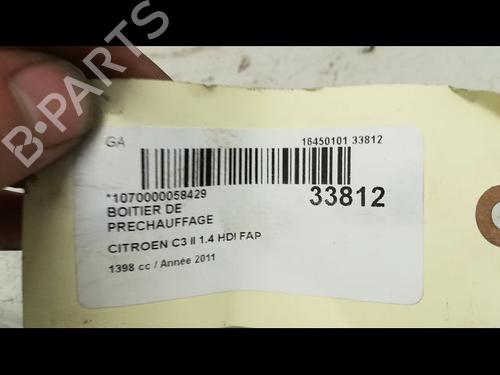 GA
16450101 33812
*1070000058429
33812
BOITIER DE
PRECHAUFFAGE
CITROEN C3 II 1.4 HDI FAP
1398 cc / Année 2011
B-PARTS